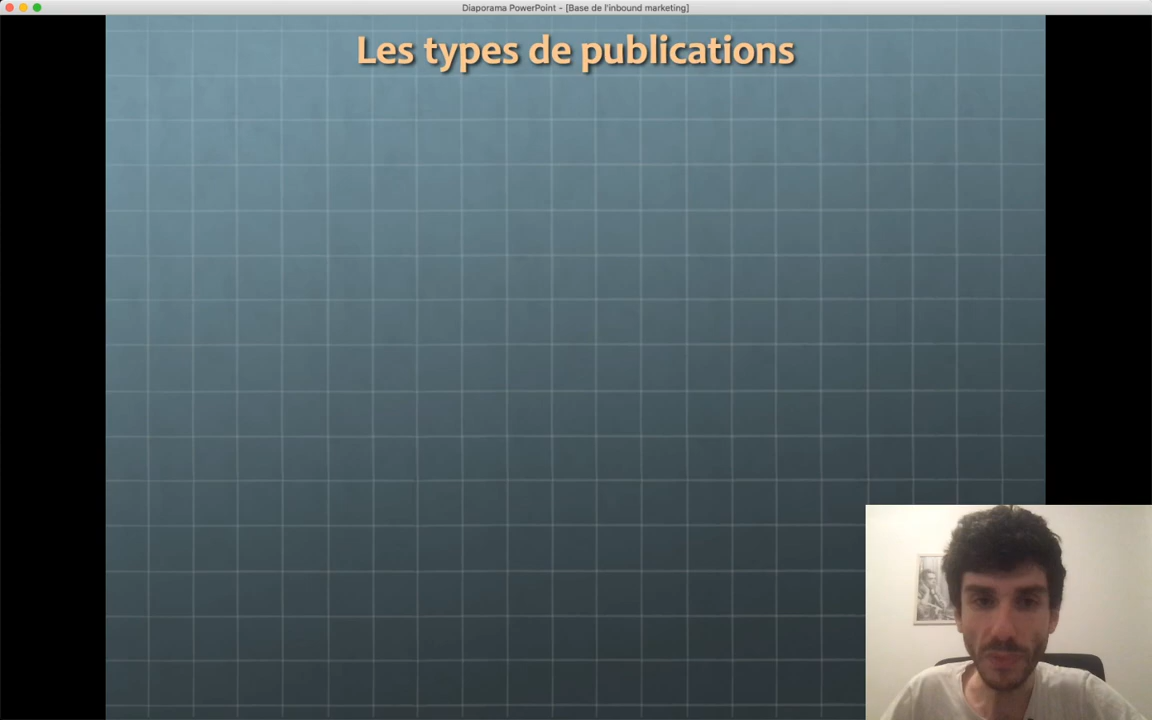 Diaporama PowerPoint - [Base de l'inbound marketing]
Les types de publications